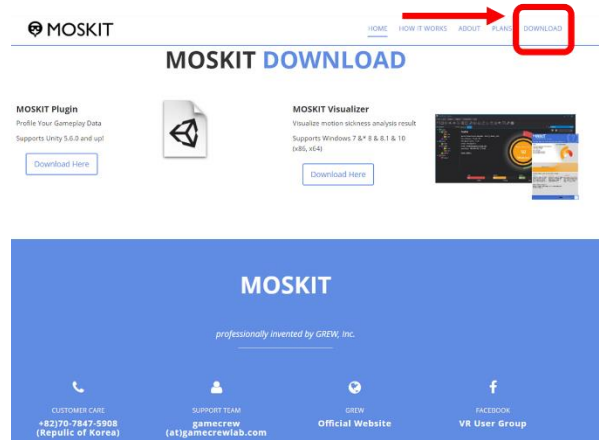 MOSKIT
HOME HOW IT WORKS ABOUT PLANS DOWNLOAD
MOSKIT DOWNLOAD
MOSKIT Plugin
Profile Your Gameplay Data
Supports Unity 5.6.0 and up!
Download Here
MOSKIT Visualizer
Visualize motion sickness analysis result
Supports Windows 7 &* 8 & 8.1 & 10
(x86, x64)
Download Here
MOSKIT
professionally invented by GREW, Inc.
CUSTOMER CARE
+82)70-7847-5908
(Repulic of Korea)
SUPPORT TEAM
gamecrew
(at)gamecrewlab.com
GREW
Official Website
FACEBOOK
VR User Group